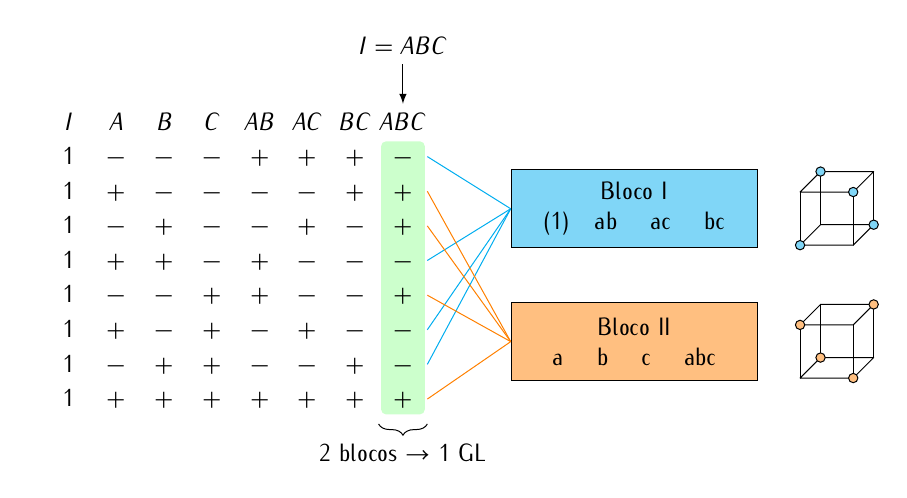 I = ABC
I A B C AB AC BC ABC
1 − − − + + + −
1 + − − − − + +
1 − + − − + − +
1 + + − + − − −
1 − − + + − − +
1 + − + − + − −
1 − + + − − + −
1 + + + + + + +
Bloco I
(1) ab ac bc
Bloco II
a b c abc
2 blocos → 1 GL